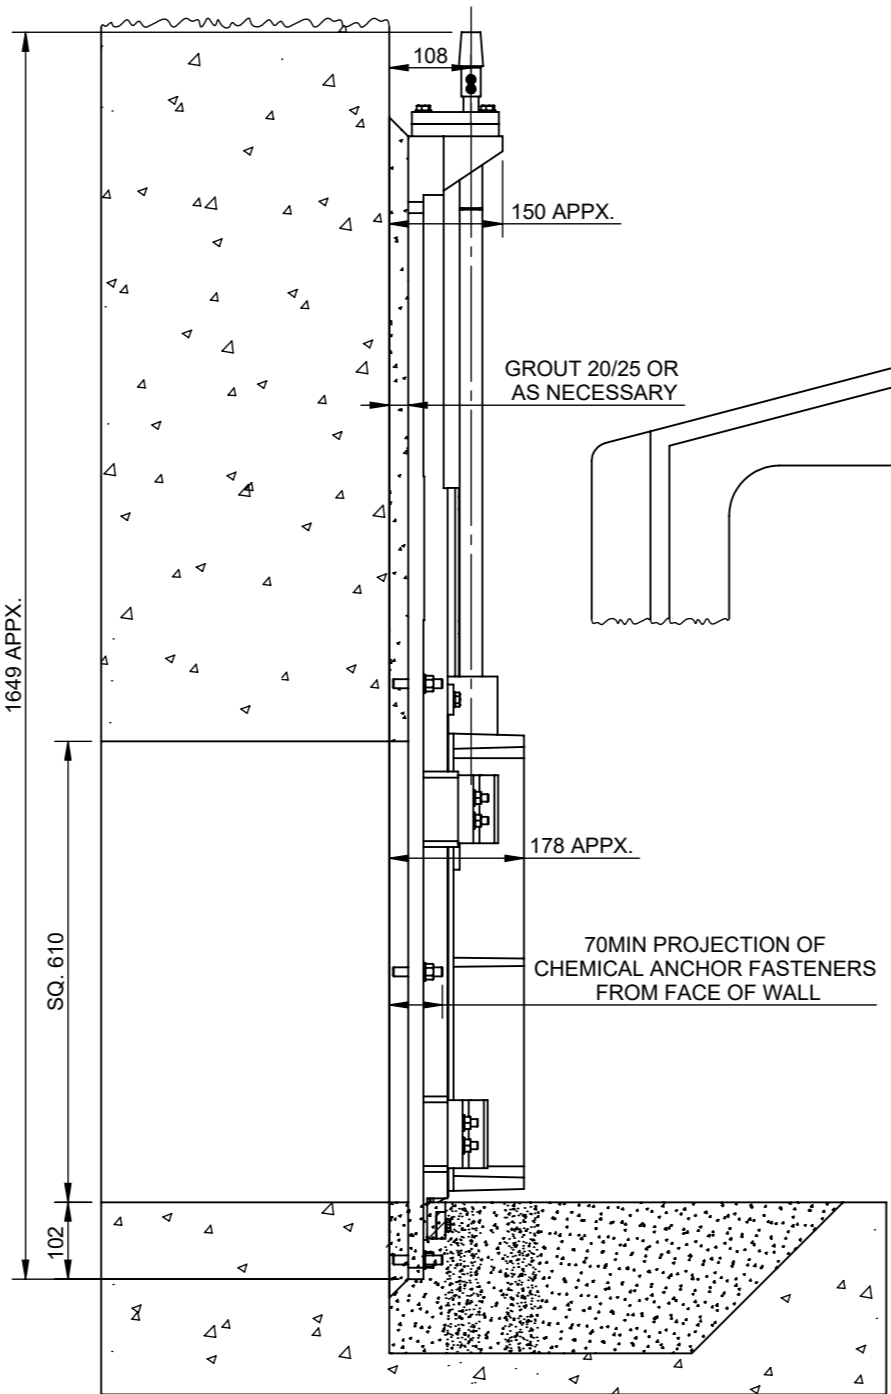 108
150 APPX.
GROUT 20/25 OR
AS NECESSARY
1649 APPX.
178 APPX.
SQ. 610
70MIN PROJECTION OF
CHEMICAL ANCHOR FASTENERS
FROM FACE OF WALL
102